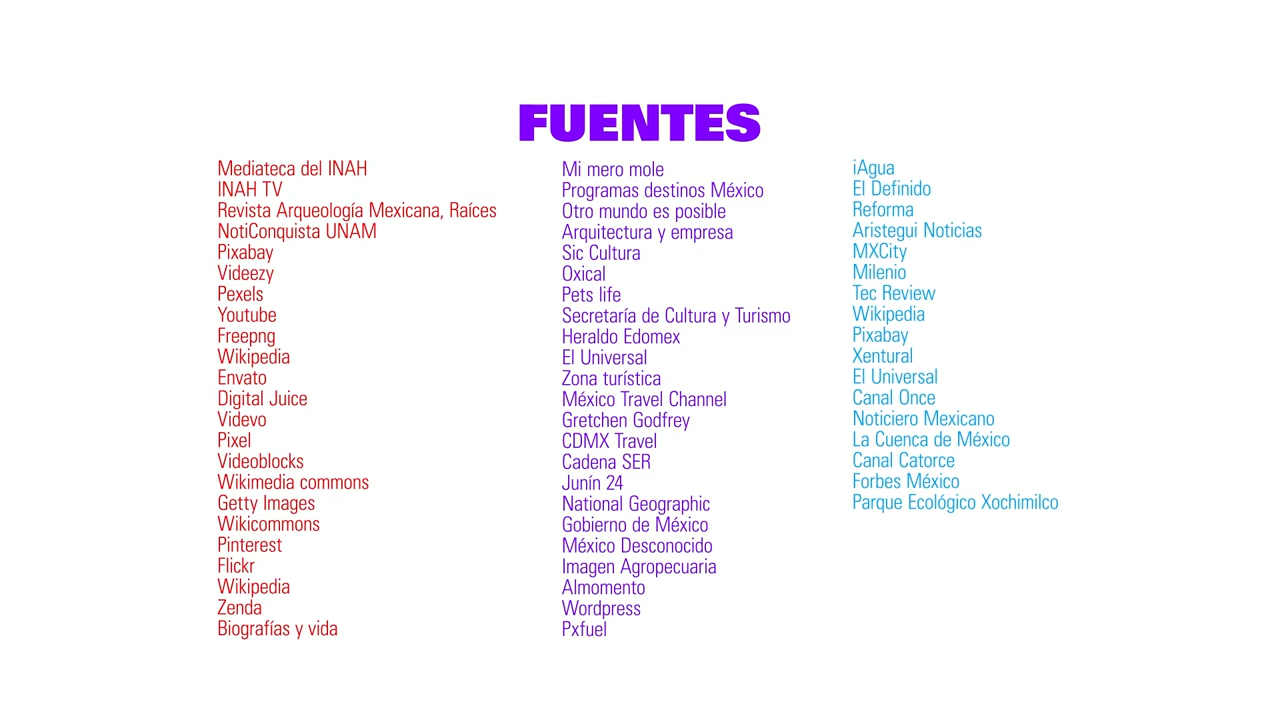 FUENTES
Mediateca del INAH
INAH TV
Revista Arqueología Mexicana, Raíces
NotiConquista UNAM
Pixabay
Videezy
Pexels
Youtube
Freepng
Wikipedia
Envato
Digital Juice
Videvo
Pixel
Videoblocks
Wikimedia commons
Getty Images
Wikicommons
Pinterest
Flickr
Wikipedia
Zenda
Biografías y vida
Mi mero mole
Programas destinos México
Otro mundo es posible
Arquitectura y empresa
Sic Cultura
Oxical
Pets life
Secretaría de Cultura y Turismo
Heraldo Edomex
El Universal
Zona turística
México Travel Channel
Gretchen Godfrey
CDMX Travel
Cadena SER
Junín 24
National Geographic
Gobierno de México
México Desconocido
Imagen Agropecuaria
Almomento
Wordpress
Pxfuel
iAgua
El Definido
Reforma
Aristegui Noticias
MXCity
Milenio
Tec Review
Wikipedia
Pixabay
Xentural
El Universal
Canal Once
Noticiero Mexicano
La Cuenca de México
Canal Catorce
Forbes México
Parque Ecológico Xochimilco